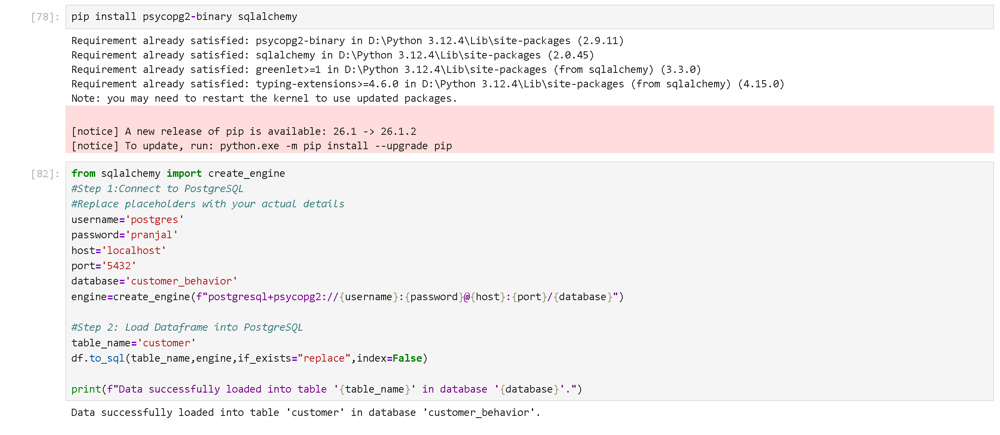 [78]: pip install psycopg2-binary sqlalchemy
Requirement already satisfied: psycopg2-binary in D:\Python 3.12.4\Lib\site-packages (2.9.11)
Requirement already satisfied: sqlalchemy in D:\Python 3.12.4\Lib\site-packages (2.0.45)
Requirement already satisfied: greenlet>=1 in D:\Python 3.12.4\Lib\site-packages (from sqlalchemy) (3.3.0)
Requirement already satisfied: typing-extensions>=4.6.0 in D:\Python 3.12.4\Lib\site-packages (from sqlalchemy) (4.15.0)
Note: you may need to restart the kernel to use updated packages.
[notice] A new release of pip is available: 26.1 -> 26.1.2
[notice] To update, run: python.exe -m pip install --upgrade pip
[82]: from sqlalchemy import create_engine
#Step 1:Connect to PostgreSQL
#Replace placeholders with your actual details
username='postgres'
password='pranjal'
host='localhost'
port='5432'
database='customer_behavior'
engine=create_engine(f"postgresql+psycopg2://{username}:{password}@{host}:{port}/{database}")
#Step 2: Load Dataframe into PostgreSQL
table_name='customer'
df.to_sql(table_name,engine,if_exists="replace",index=False)
print(f"Data successfully loaded into table '{table_name}' in database '{database}'.")
Data successfully loaded into table 'customer' in database 'customer_behavior'.